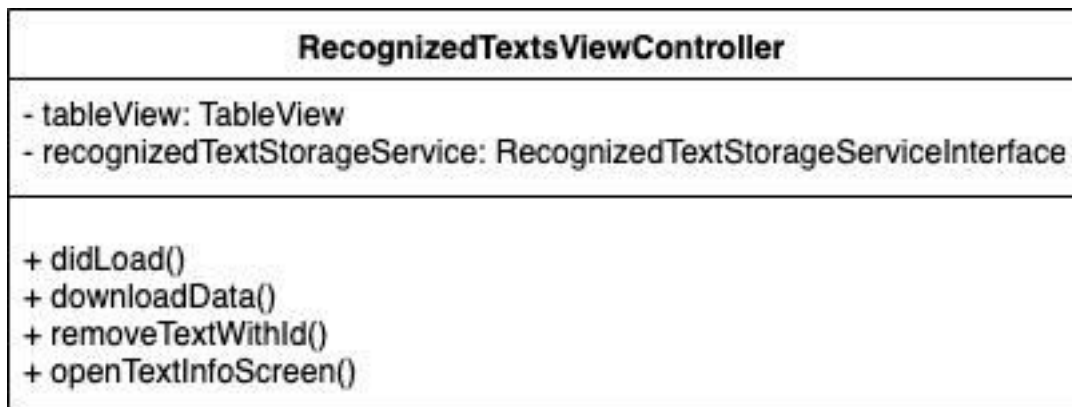 RecognizedTextsViewController
- tableView: TableView
- recognizedTextStorageService: RecognizedTextStorageServiceInterface
+ didLoad()
+ downloadData()
+ removeTextWithId()
+ openTextInfoScreen()